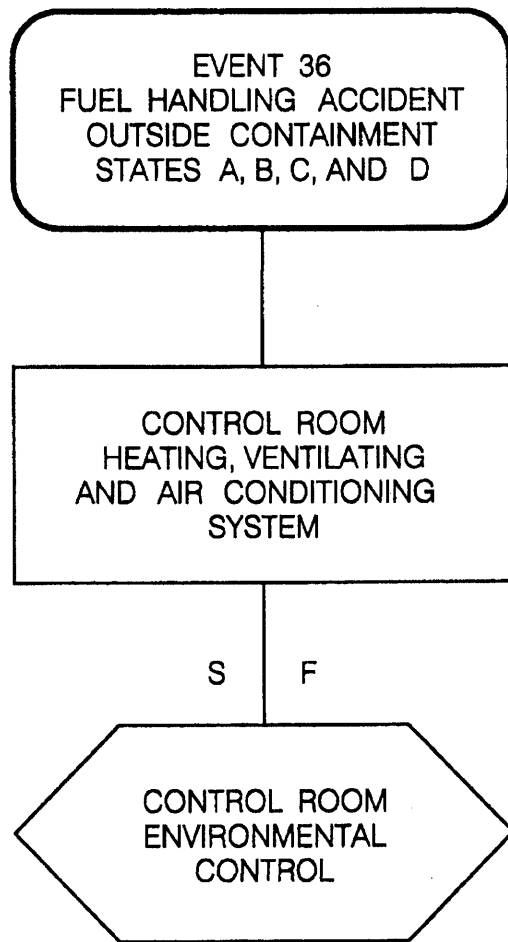 EVENT 36
FUEL HANDLING ACCIDENT
OUTSIDE CONTAINMENT
STATES A, B, C, AND D
CONTROL ROOM
HEATING, VENTILATING
AND AIR CONDITIONING
SYSTEM
S F
CONTROL ROOM
ENVIRONMENTAL
CONTROL